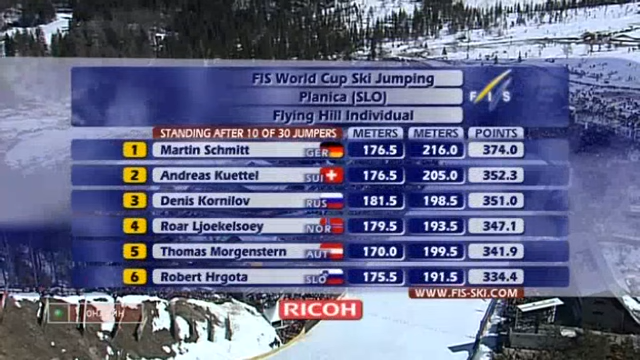 FIS World Cup Ski Jumping
Planica (SLO)
Flying Hill Individual
FIS
STANDING AFTER 10 OF 30 JUMPERS METERS METERS POINTS
1 Martin Schmitt GER 176.5 216.0 374.0
2 Andreas Kuettel SUI 176.5 205.0 352.3
3 Denis Kornilov RUS 181.5 198.5 351.0
4 Roar Ljoekelsoey NOR 179.5 193.5 347.1
5 Thomas Morgenstern AUT 170.0 199.5 341.9
6 Robert Hrgota SLO 175.5 191.5 334.4
WWW.FIS-SKI.COM
RICOH
ОНЛАЙН